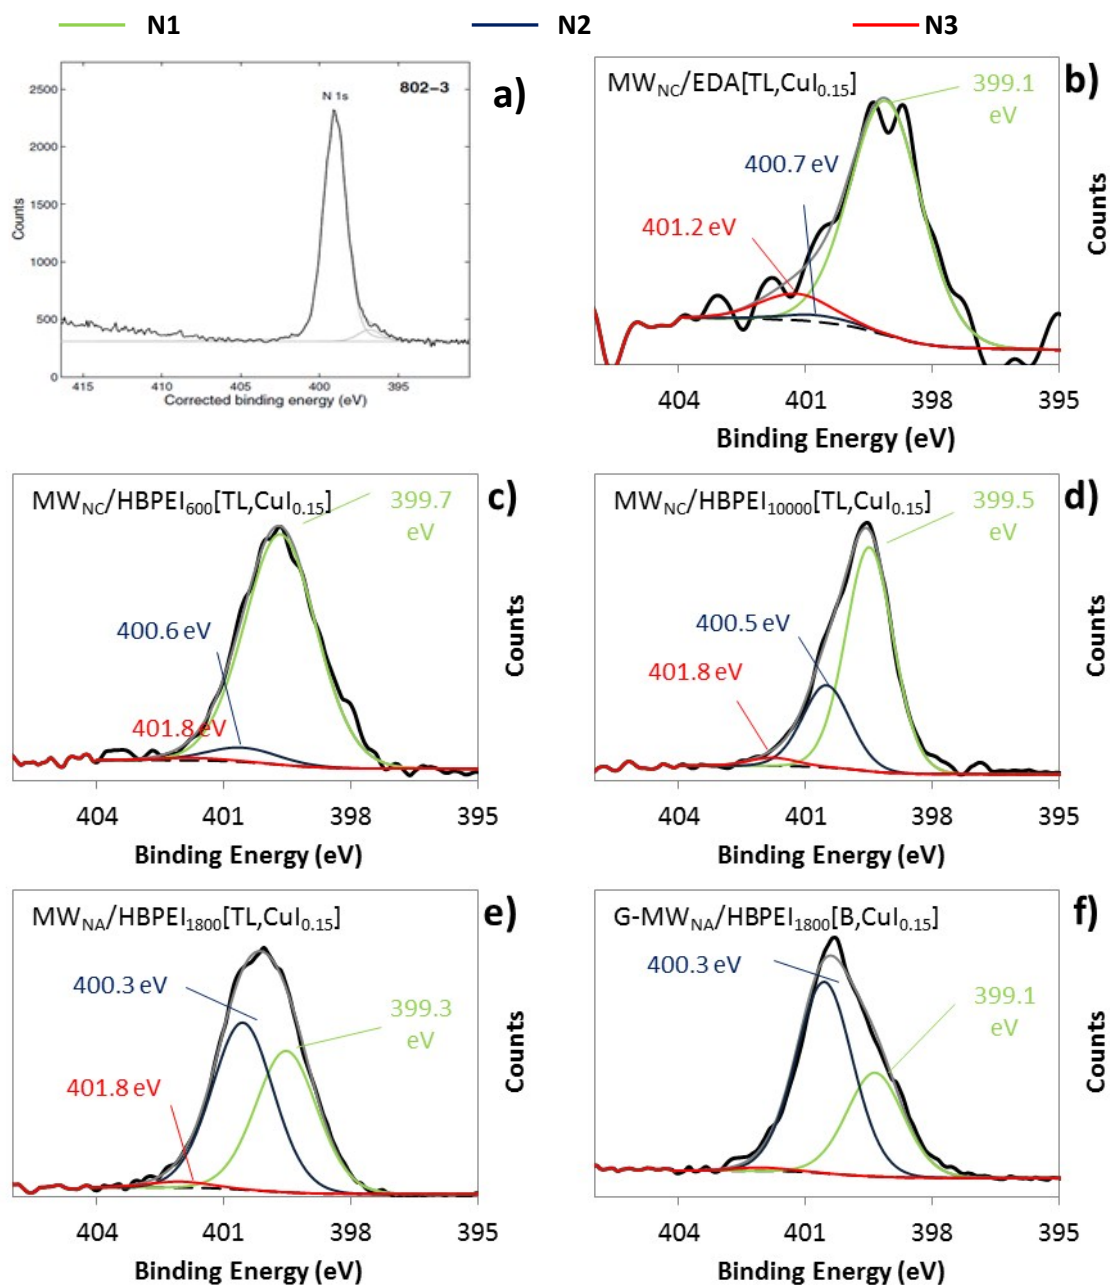 N1 N2 N3
a)
802-3
N 1s
2500
2000
1500
1000
500
0
Counts
415 410 405 400 395
Corrected binding energy (eV)
b)
MW_NC/EDA[TL,CuI_0.15]
399.1
eV
400.7 eV
401.2 eV
Counts
404 401 398 395
Binding Energy (eV)
c)
MW_NC/HBPEI_600[TL,CuI_0.15]
399.7
eV
400.6 eV
401.8 eV
Counts
404 401 398 395
Binding Energy (eV)
d)
MW_NC/HBPEI_10000[TL,CuI_0.15]
399.5
eV
400.5 eV
401.8 eV
Counts
404 401 398 395
Binding Energy (eV)
e)
MW_NA/HBPEI_1800[TL,CuI_0.15]
400.3 eV
399.3
eV
401.8 eV
Counts
404 401 398 395
Binding Energy (eV)
f)
G-MW_NA/HBPEI_1800[B,CuI_0.15]
400.3 eV
399.1
eV
Counts
404 401 398 395
Binding Energy (eV)